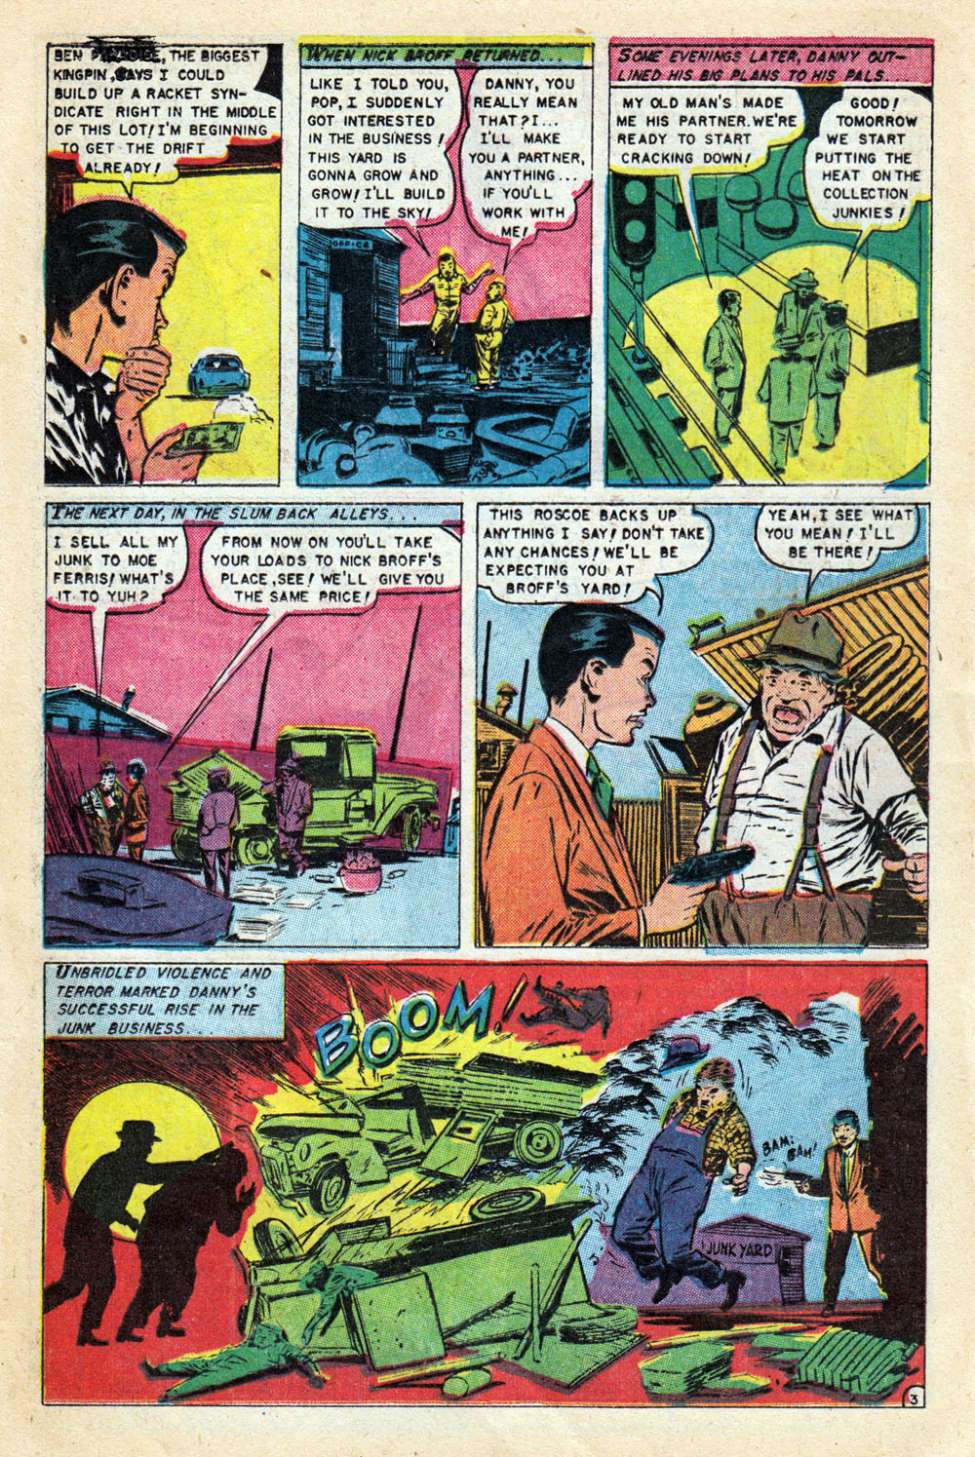 BEN PARADISE, THE BIGGEST
KINGPIN, SAYS I COULD
BUILD UP A RACKET SYN-
DICATE RIGHT IN THE MIDDLE
OF THIS LOT! I'M BEGINNING
TO GET THE DRIFT
ALREADY!
WHEN NICK BROFF RETURNED...
LIKE I TOLD YOU,
POP, I SUDDENLY
GOT INTERESTED
IN THE BUSINESS!
THIS YARD IS
GONNA GROW AND
GROW! I'LL BUILD
IT TO THE SKY!
DANNY, YOU
REALLY MEAN
THAT?I...
I'LL MAKE
YOU A PARTNER,
ANYTHING...
IF YOU'LL
WORK WITH
ME!
OFFICE
SOME EVENINGS LATER, DANNY OUT-
LINED HIS BIG PLANS TO HIS PALS...
MY OLD MAN'S MADE
ME HIS PARTNER. WE'RE
READY TO START
CRACKING DOWN!
GOOD!
TOMORROW
WE START
PUTTING THE
HEAT ON THE
COLLECTION
JUNKIES!
THE NEXT DAY, IN THE SLUM BACK ALLEYS...
I SELL ALL MY
JUNK TO MOE
FERRIS! WHAT'S
IT TO YUH?
FROM NOW ON YOU'LL TAKE
YOUR LOADS TO NICK BROFF'S
PLACE, SEE! WE'LL GIVE YOU
THE SAME PRICE!
THIS ROSCOE BACKS UP
ANYTHING I SAY! DON'T TAKE
ANY CHANCES! WE'LL BE
EXPECTING YOU AT
BROFF'S YARD!
YEAH, I SEE WHAT
YOU MEAN! I'LL
BE THERE!
UNBRIDLED VIOLENCE AND
TERROR MARKED DANNY'S
SUCCESSFUL RISE IN THE
JUNK BUSINESS...
BOOM!
BAM!
BAM!
JUNK YARD
3